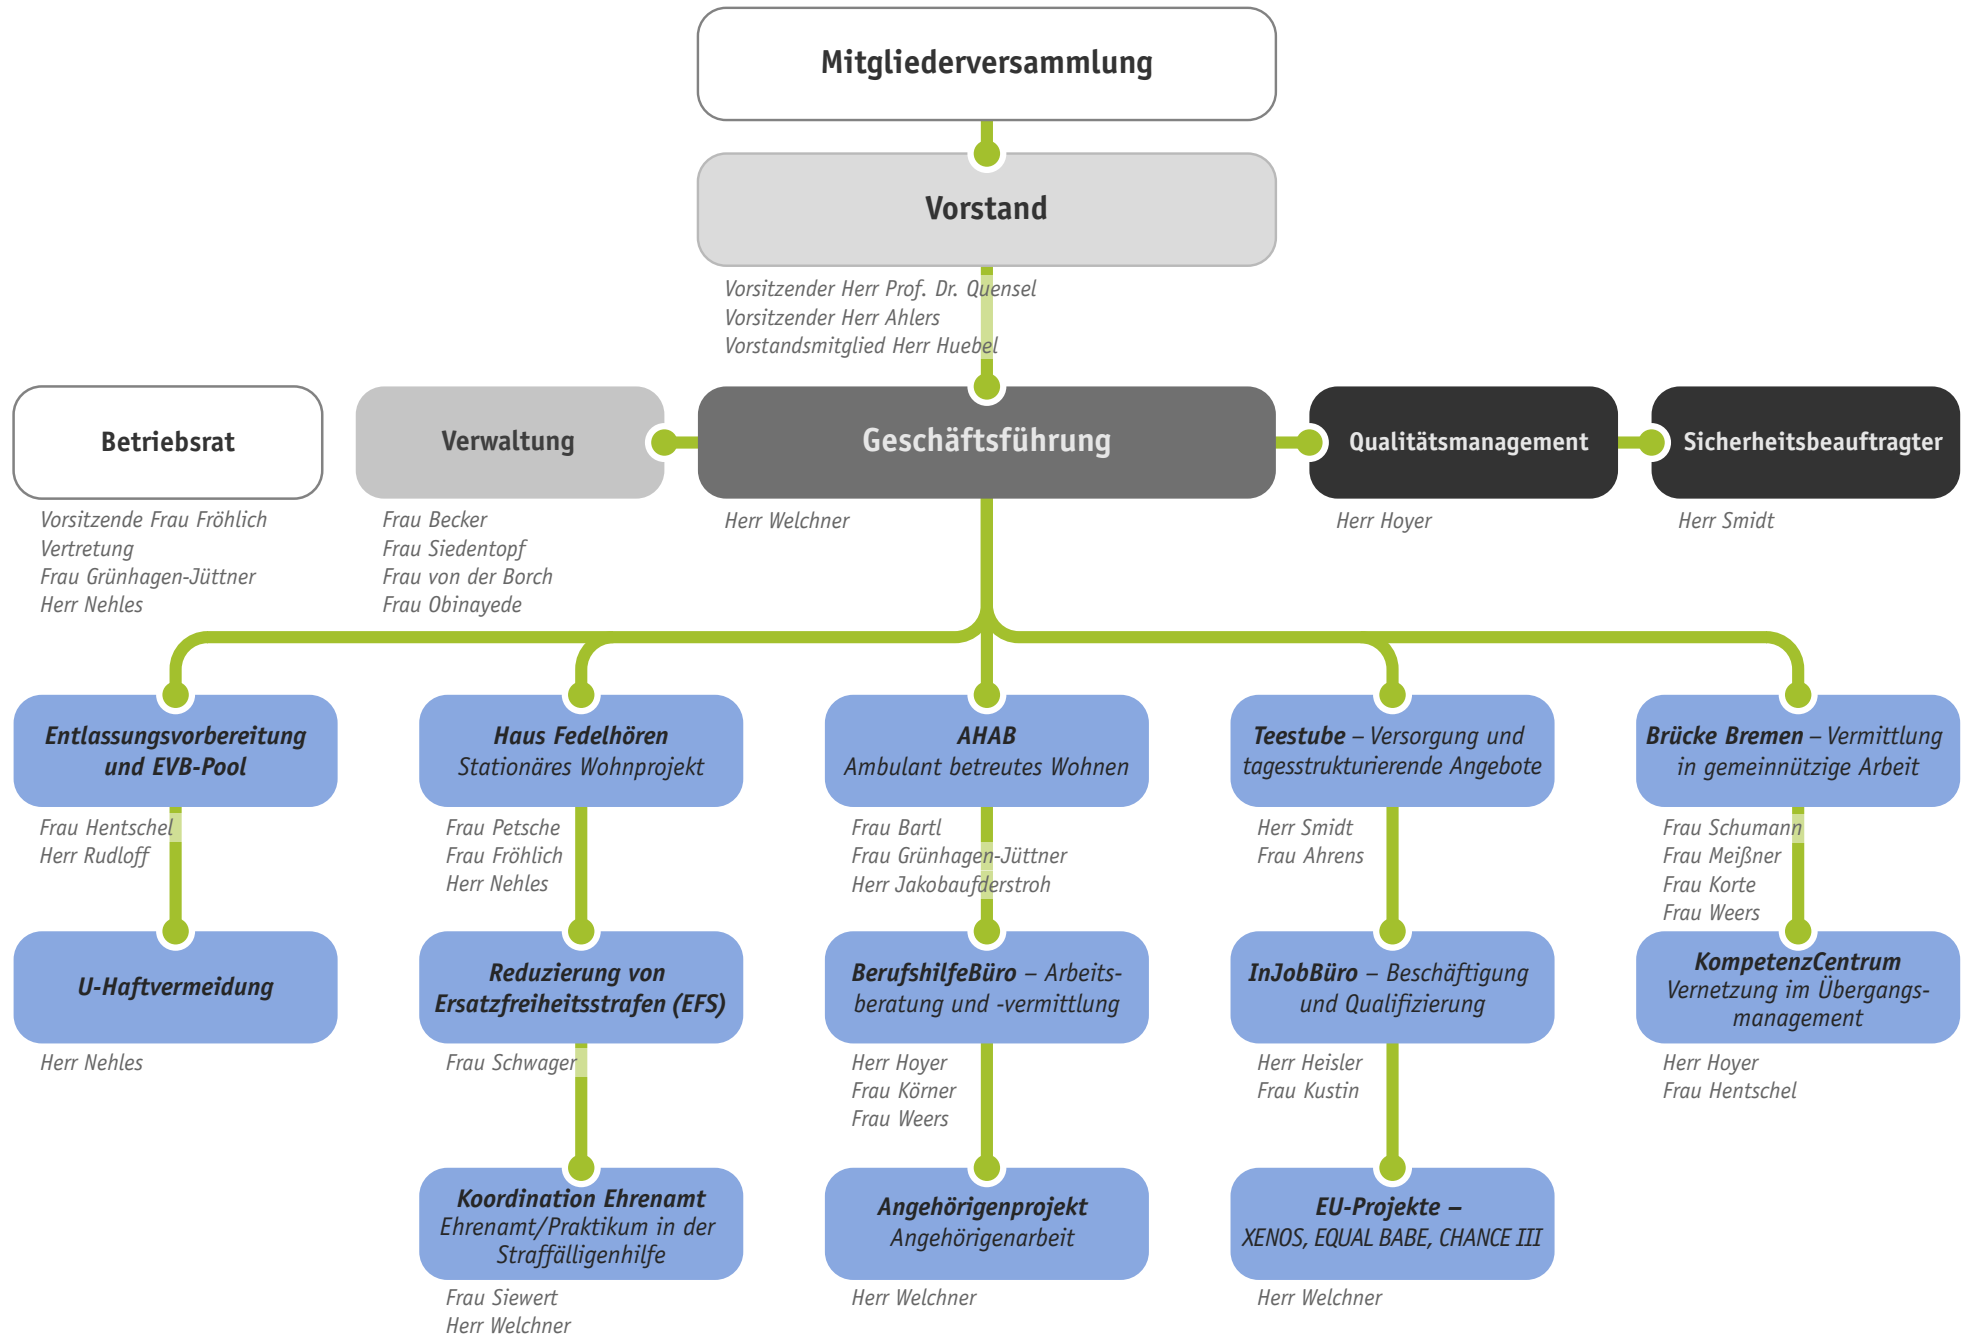 Mitgliederversammlung
Vorstand
Vorsitzender Herr Prof. Dr. Quensel
Vorsitzender Herr Ahlers
Vorstandsmitglied Herr Huebel
Betriebsrat
Vorsitzende Frau Fröhlich
Vertretung
Frau Grünhagen-Jüttner
Herr Nehles
Verwaltung
Frau Becker
Frau Siedentopf
Frau von der Borch
Frau Obinayede
Geschäftsführung
Herr Welchner
Qualitätsmanagement
Herr Hoyer
Sicherheitsbeauftragter
Herr Smidt
Entlassungsvorbereitung
und EVB-Pool
Frau Hentschel
Herr Rudloff
Haus Fedelhören
Stationäres Wohnprojekt
Frau Petsche
Frau Fröhlich
Herr Nehles
AHAB
Ambulant betreutes Wohnen
Frau Bartl
Frau Grünhagen-Jüttner
Herr Jakobaufderstroh
Teestube – Versorgung und
tagesstrukturierende Angebote
Herr Smidt
Frau Ahrens
Brücke Bremen – Vermittlung
in gemeinnützige Arbeit
Frau Schumann
Frau Meißner
Frau Korte
Frau Weers
U-Haftvermeidung
Herr Nehles
Reduzierung von
Ersatzfreiheitsstrafen (EFS)
Frau Schwager
BerufshilfeBüro – Arbeits-
beratung und -vermittlung
Herr Hoyer
Frau Körner
Frau Weers
InJobBüro – Beschäftigung
und Qualifizierung
Herr Heisler
Frau Kustin
KompetenzCentrum
Vernetzung im Übergangs-
management
Herr Hoyer
Frau Hentschel
Koordination Ehrenamt
Ehrenamt/Praktikum in der
Straffälligenhilfe
Frau Siewert
Herr Welchner
Angehörigenprojekt
Angehörigenarbeit
Herr Welchner
EU-Projekte –
XENOS, EQUAL BABE, CHANCE III
Herr Welchner